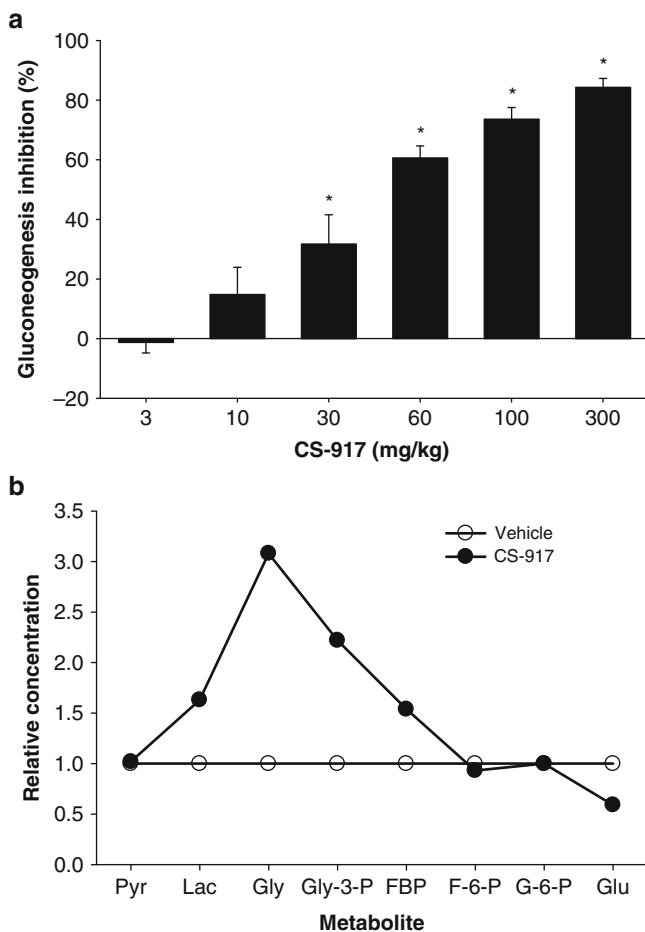 a
100
80
60
40
20
0
–20
Gluconeogenesis inhibition (%)
*
*
*
*
3 10 30 60 100 300
CS-917 (mg/kg)
b
3.5
3.0
2.5
2.0
1.5
1.0
0.5
0.0
Relative concentration
Vehicle
CS-917
Pyr Lac Gly Gly-3-P FBP F-6-P G-6-P Glu
Metabolite